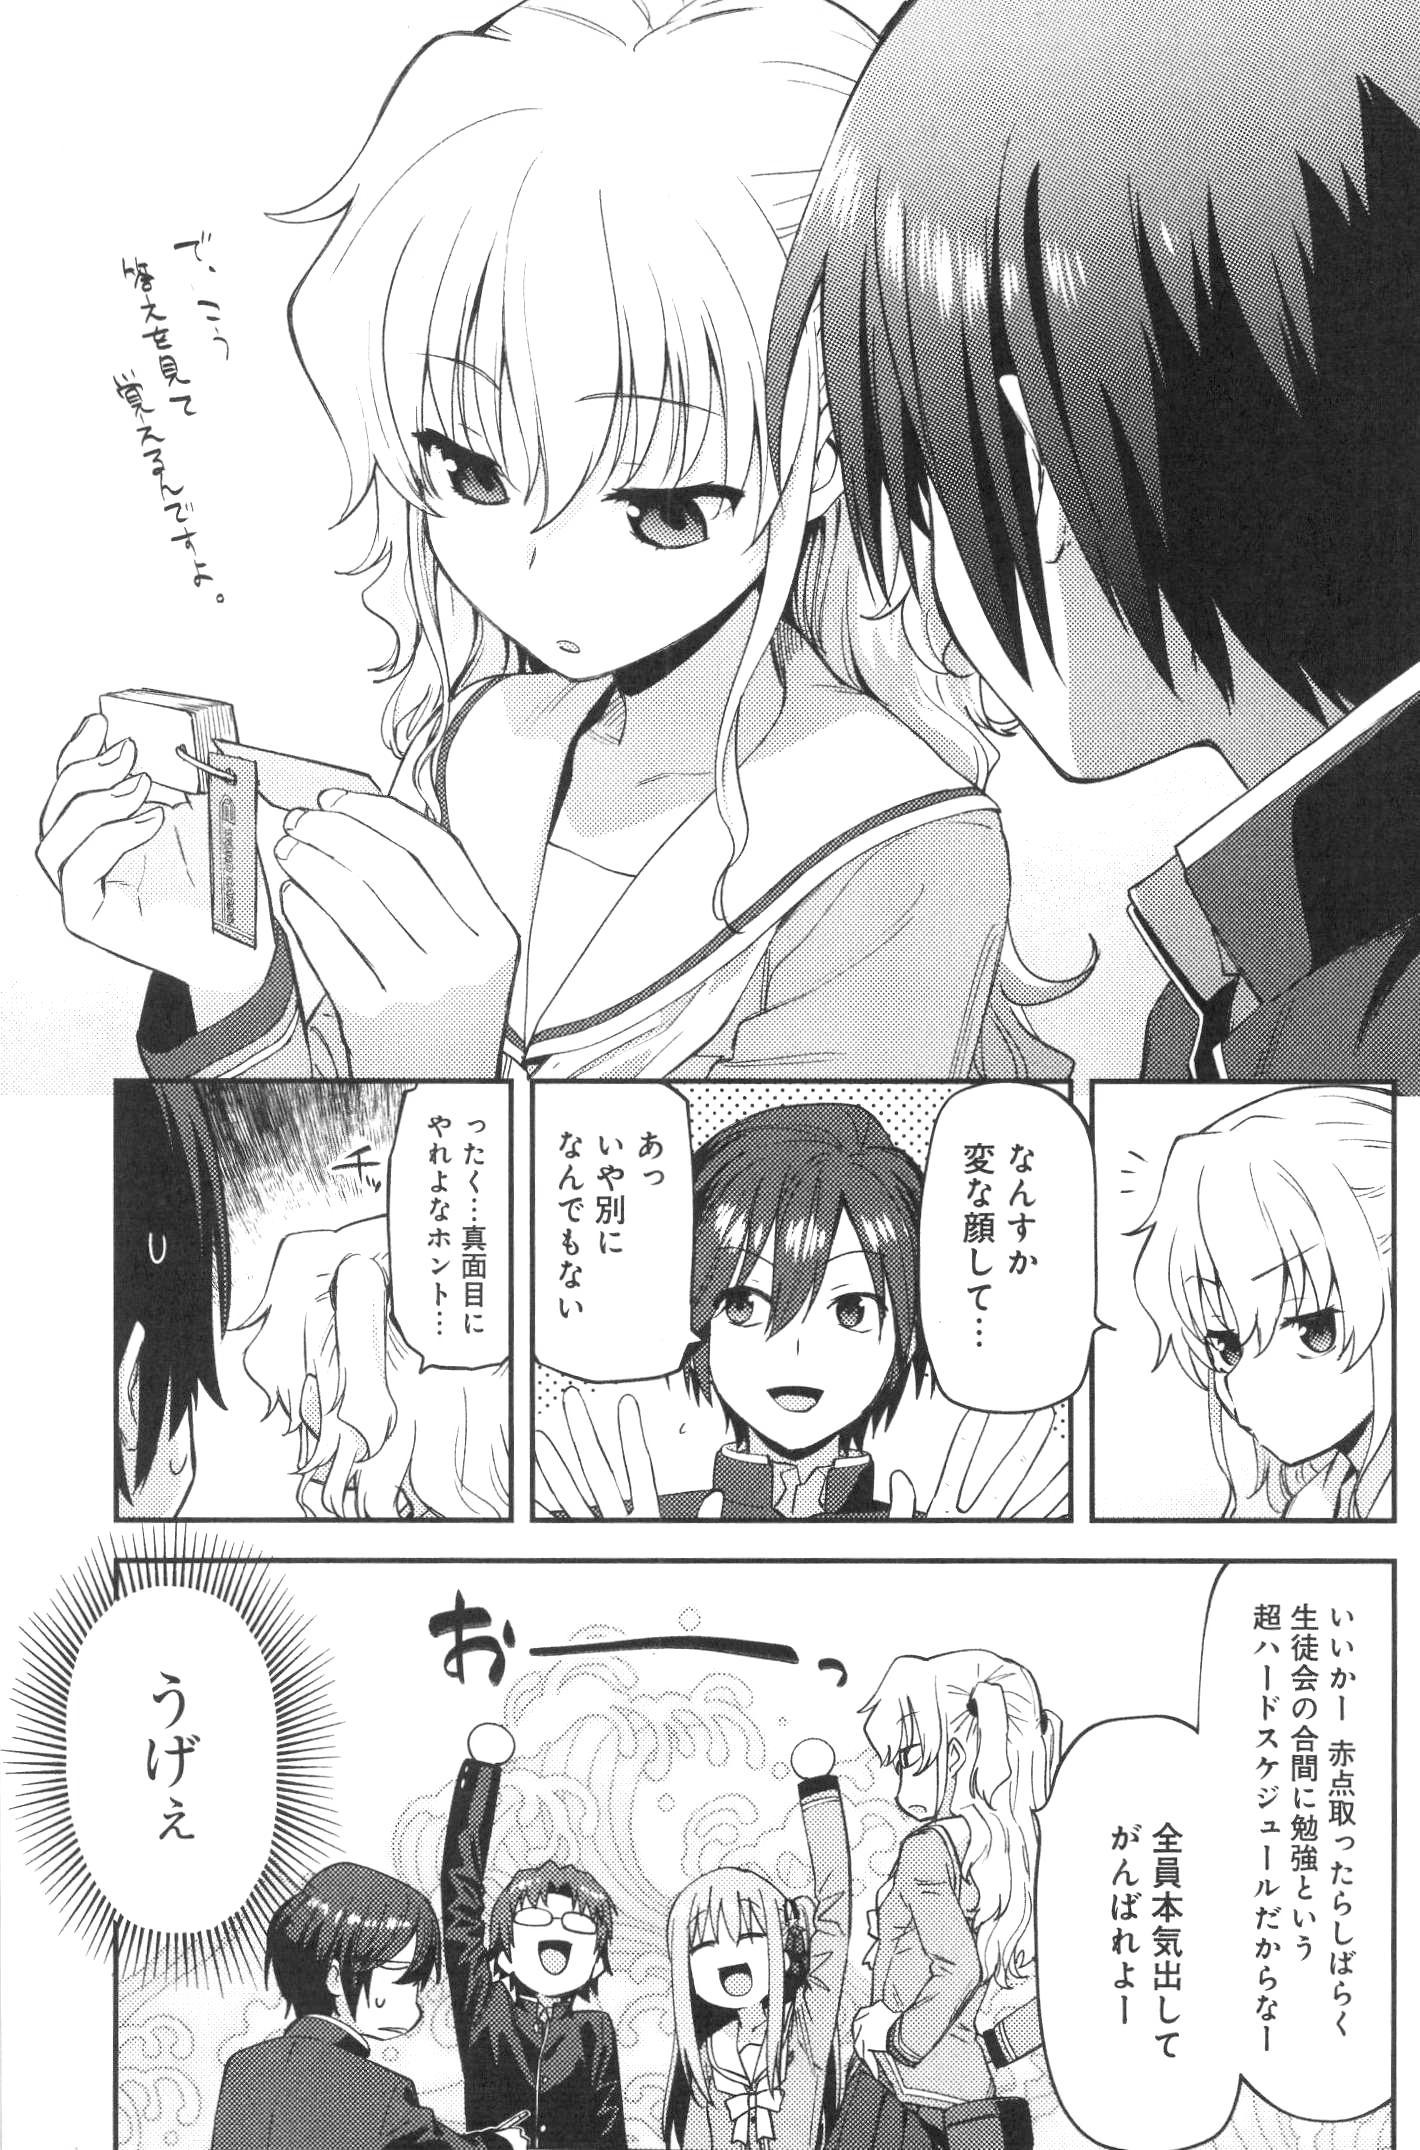 で、こう
答えを見て
覚えるんですよ。
なんすか
変な顔して…
あっ
いや別に
なんでもない
チッ
ったく…真面目に
やれよなホント…
いいかー 赤点取ったらしばらく
生徒会の合間に勉強という
超ハードスケジュールだからなー
全員本気出して
がんばれよー
おーーっ
うげぇ